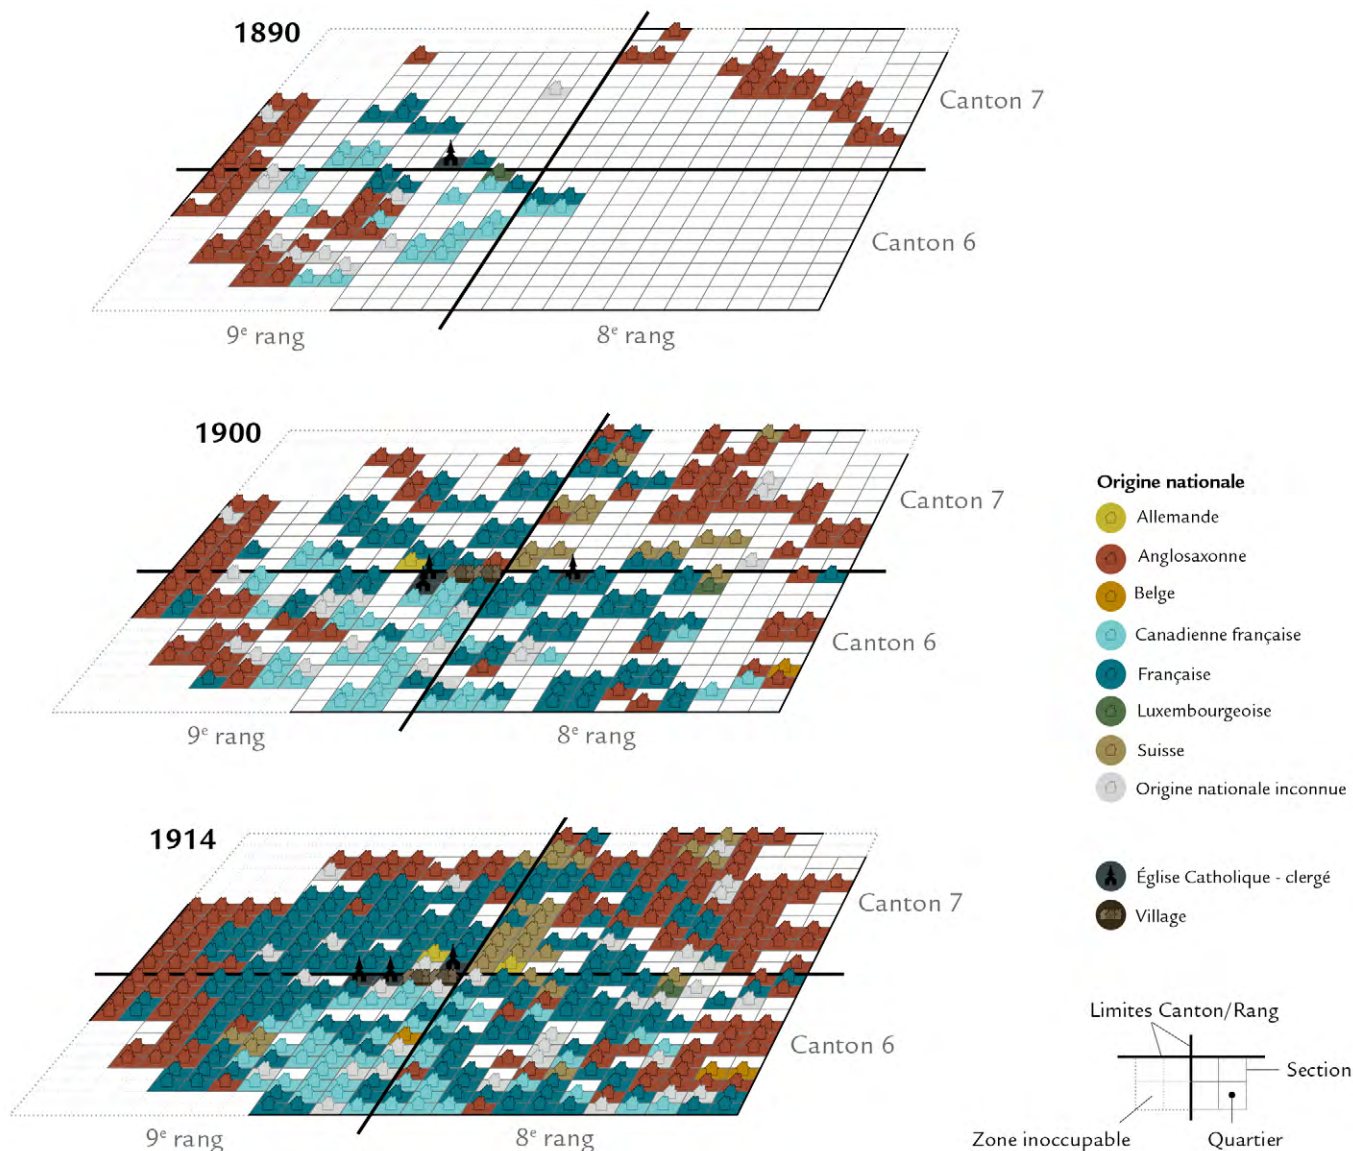 1890
Canton 7
Canton 6
9e rang
8e rang
1900
Canton 7
Canton 6
9e rang
8e rang
1914
Canton 7
Canton 6
9e rang
8e rang
Origine nationale
Allemande
Anglosaxonne
Belge
Canadienne française
Française
Luxembourgeoise
Suisse
Origine nationale inconnue
Église Catholique - clergé
Village
Limites Canton/Rang
Section
Zone inoccupable
Quartier